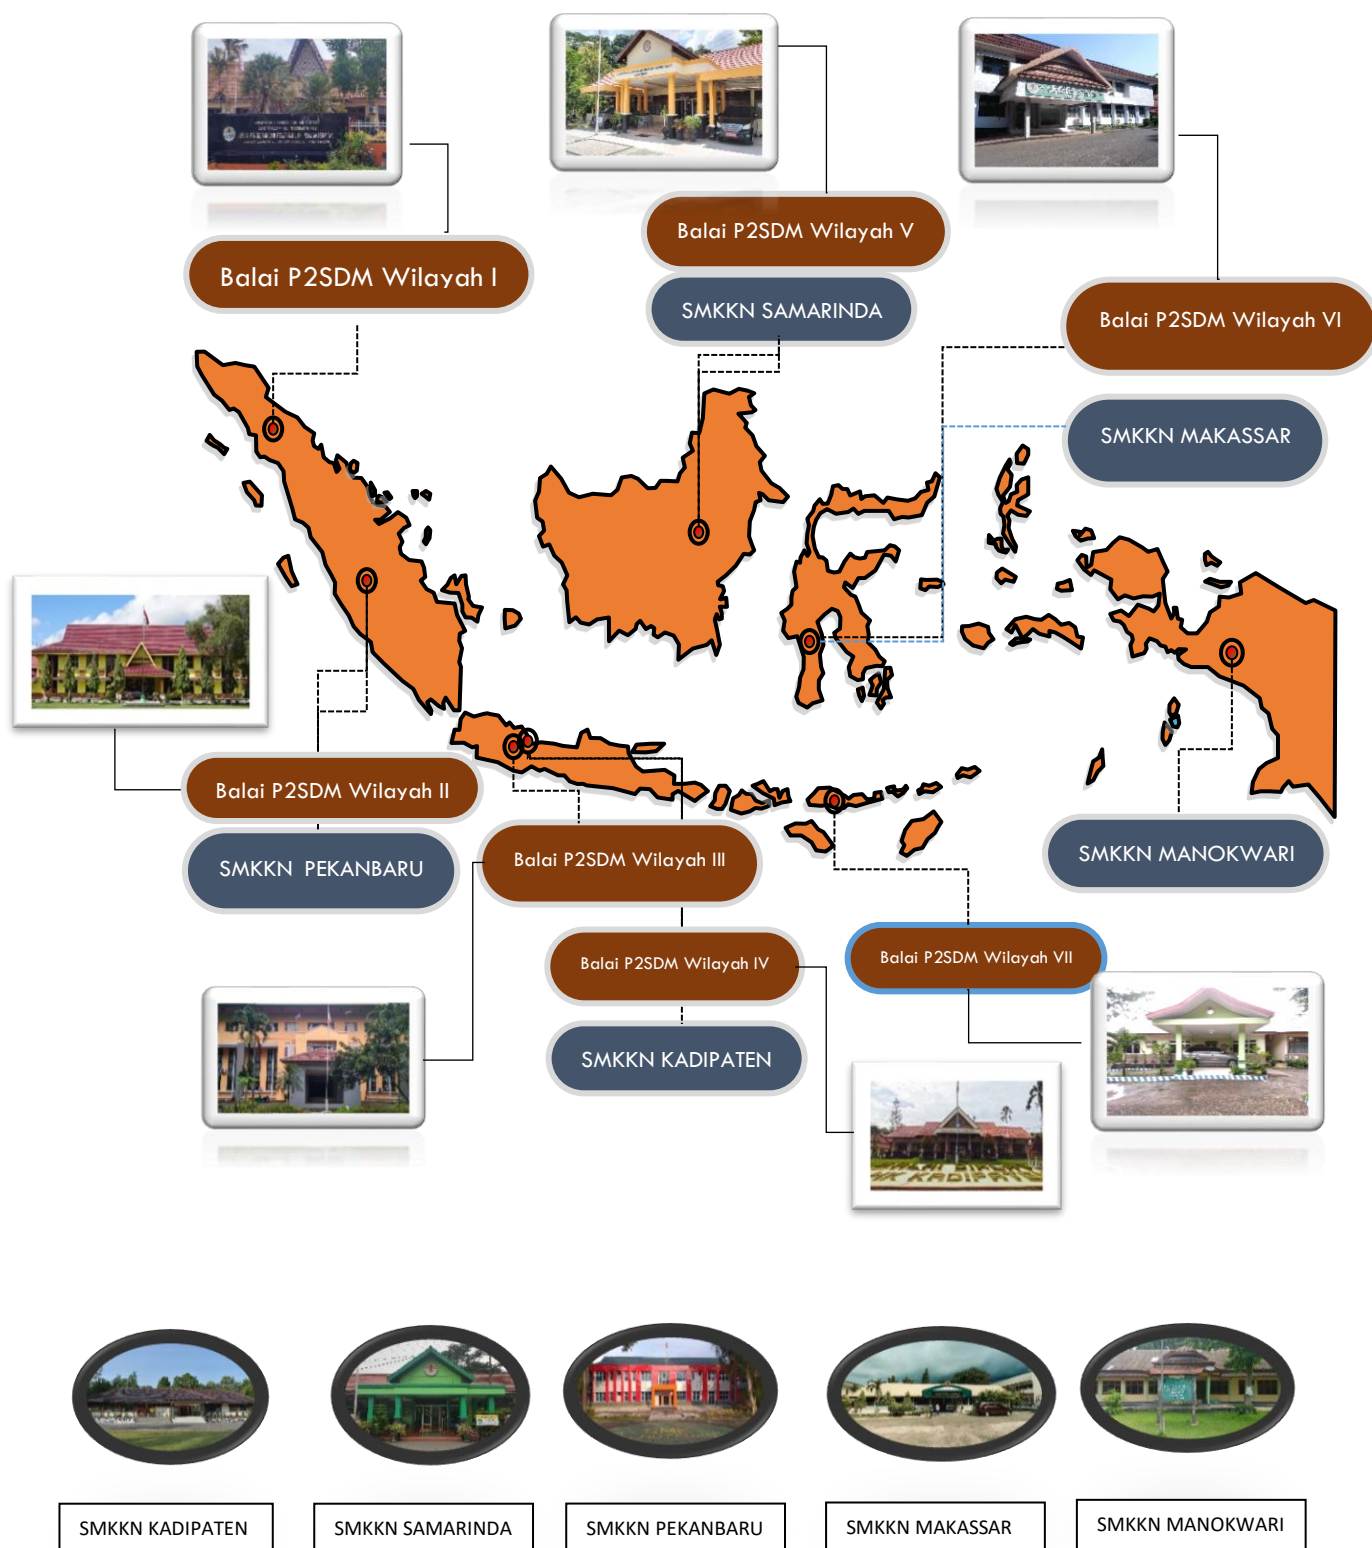 Balai P2SDM Wilayah V
Balai P2SDM Wilayah I
SMKKN SAMARINDA
Balai P2SDM Wilayah VI
SMKKN MAKASSAR
Balai P2SDM Wilayah II
SMKKN PEKANBARU
Balai P2SDM Wilayah III
SMKKN MANOKWARI
Balai P2SDM Wilayah IV
Balai P2SDM Wilayah VII
SMKKN KADIPATEN
SMKKN KADIPATEN
SMKKN SAMARINDA
SMKKN PEKANBARU
SMKKN MAKASSAR
SMKKN MANOKWARI